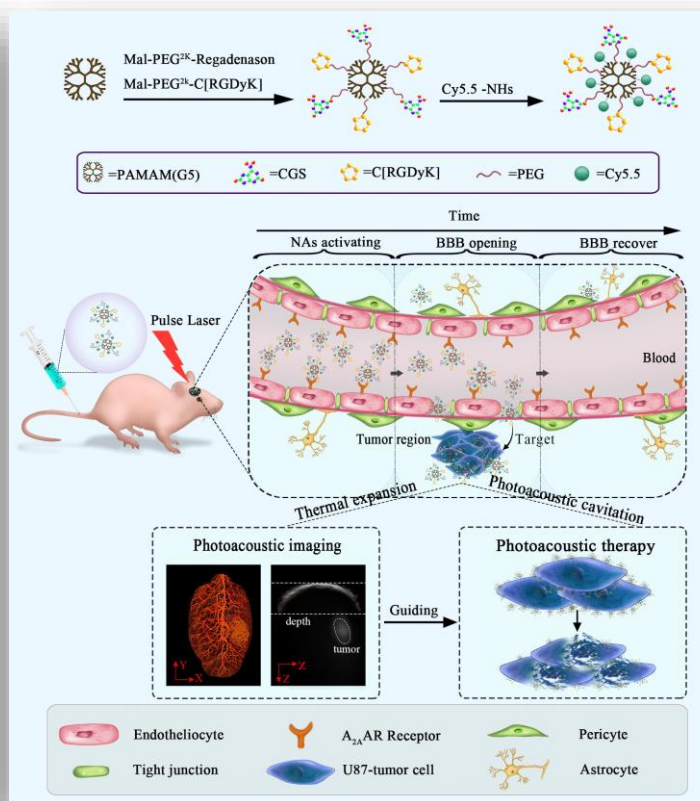 Mal-PEG²ᴷ-Regadenason
Mal-PEG²ᵏ-C[RGDyK]
Cy5.5 -NHs
=PAMAM(G5)
=CGS
=C[RGDyK]
=PEG
=Cy5.5
Time
NAs activating
BBB opening
BBB recover
Pulse Laser
Blood
Tumor region
Target
Thermal expansion
Photoacoustic cavitation
Photoacoustic imaging
Photoacoustic therapy
depth
tumor
Y
X
X
Z
Guiding
Endotheliocyte
A₂ₐAR Receptor
Pericyte
Tight junction
U87-tumor cell
Astrocyte